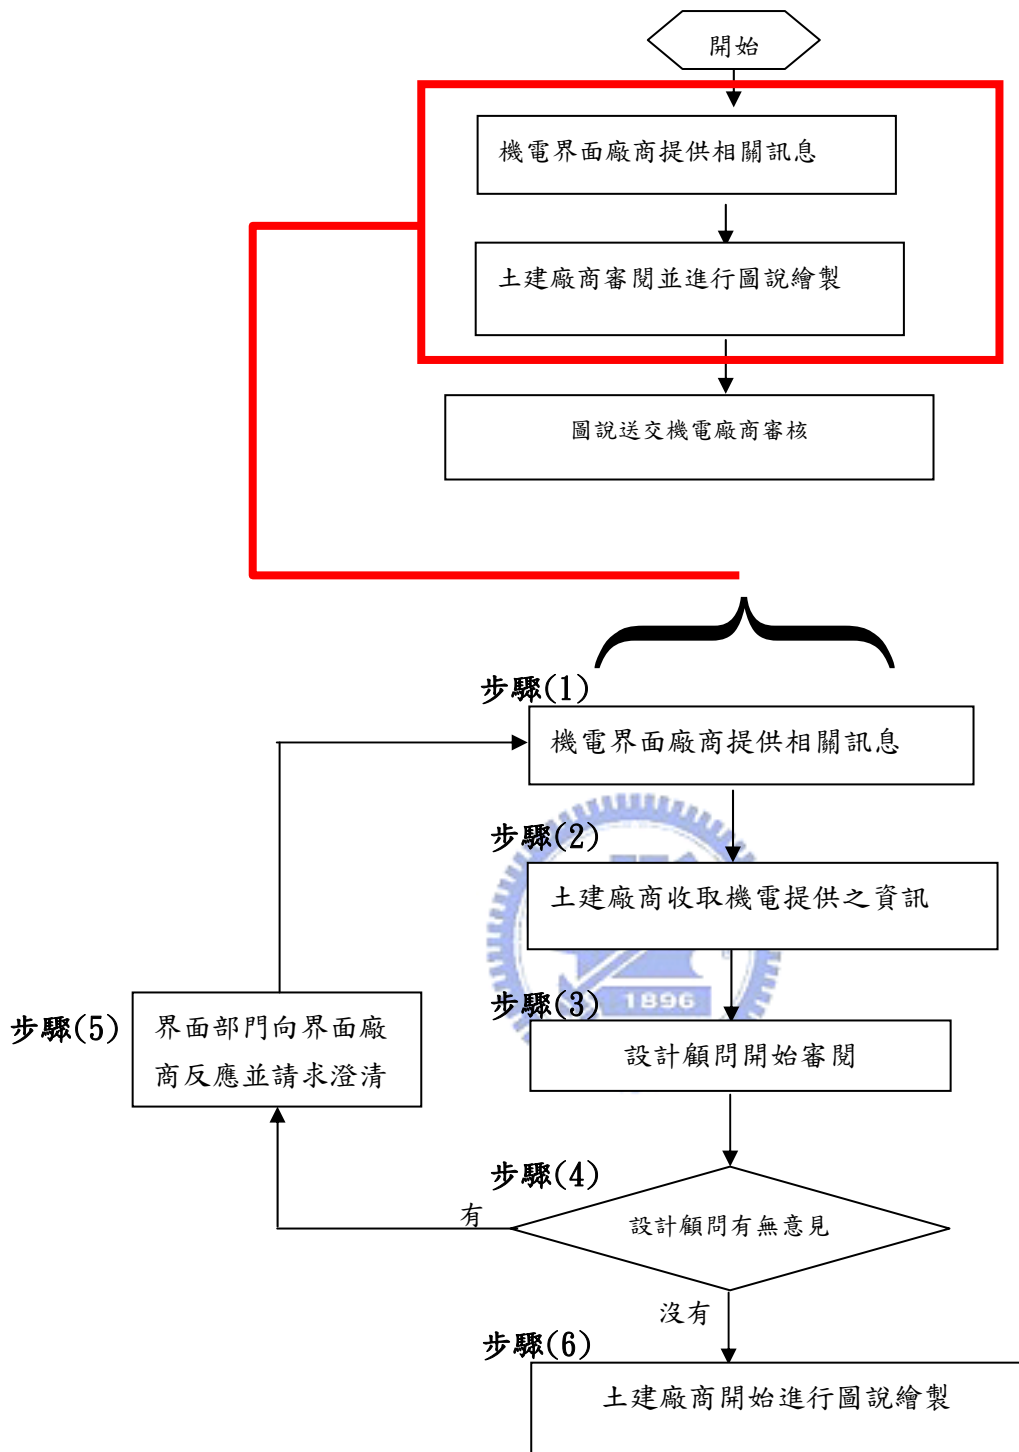 開始
機電界面廠商提供相關訊息
土建廠商審閱並進行圖說繪製
圖說送交機電廠商審核
步驟(1)
機電界面廠商提供相關訊息
步驟(2)
土建廠商收取機電提供之資訊
1896
步驟(3)
設計顧問開始審閱
步驟(5)
界面部門向界面廠
商反應並請求澄清
步驟(4)
有
設計顧問有無意見
沒有
步驟(6)
土建廠商開始進行圖說繪製